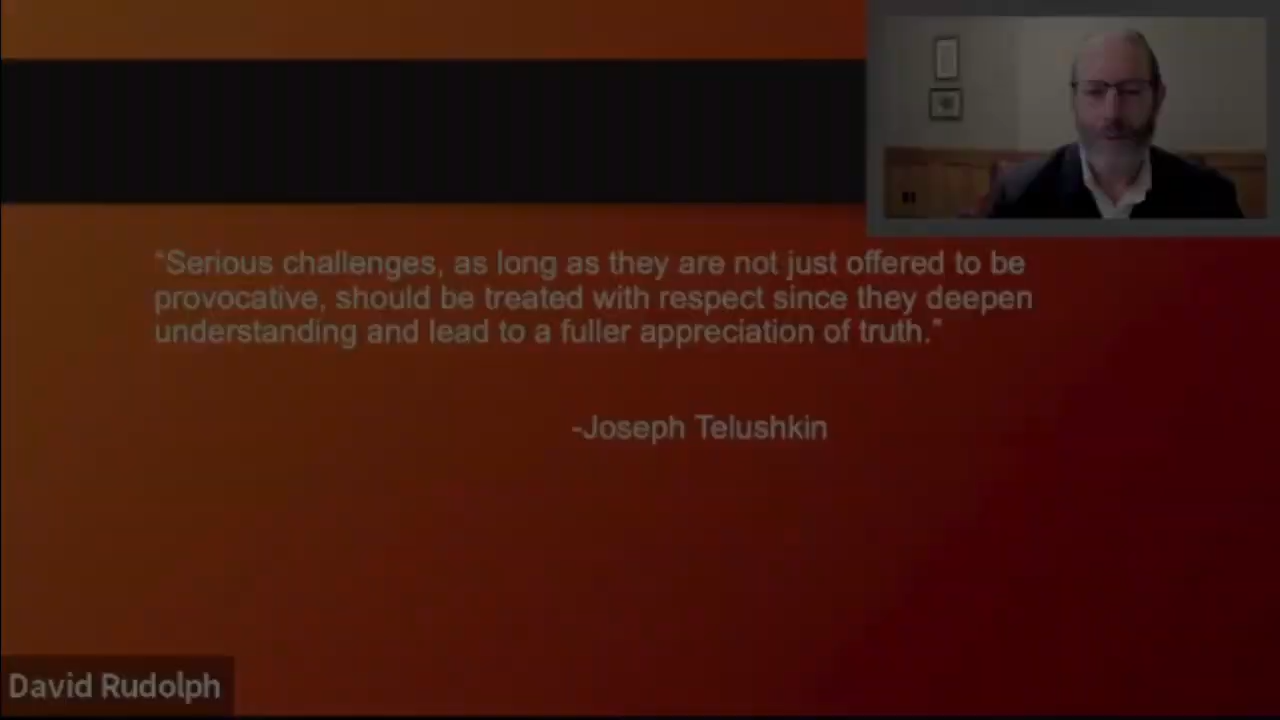 “Serious challenges, as long as they are not just offered to be
provocative, should be treated with respect since they deepen
understanding and lead to a fuller appreciation of truth.”
-Joseph Telushkin
David Rudolph